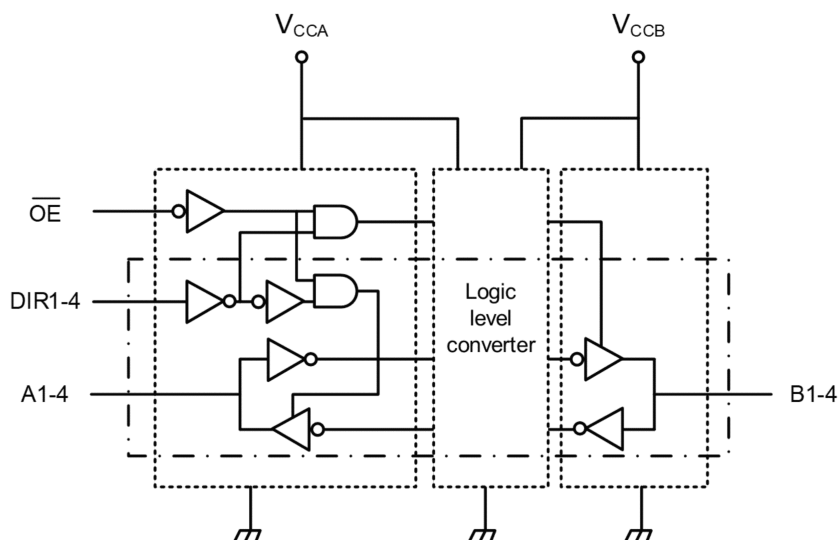 VCCA
VCCB
OE
DIR1-4
Logic
level
converter
A1-4
B1-4